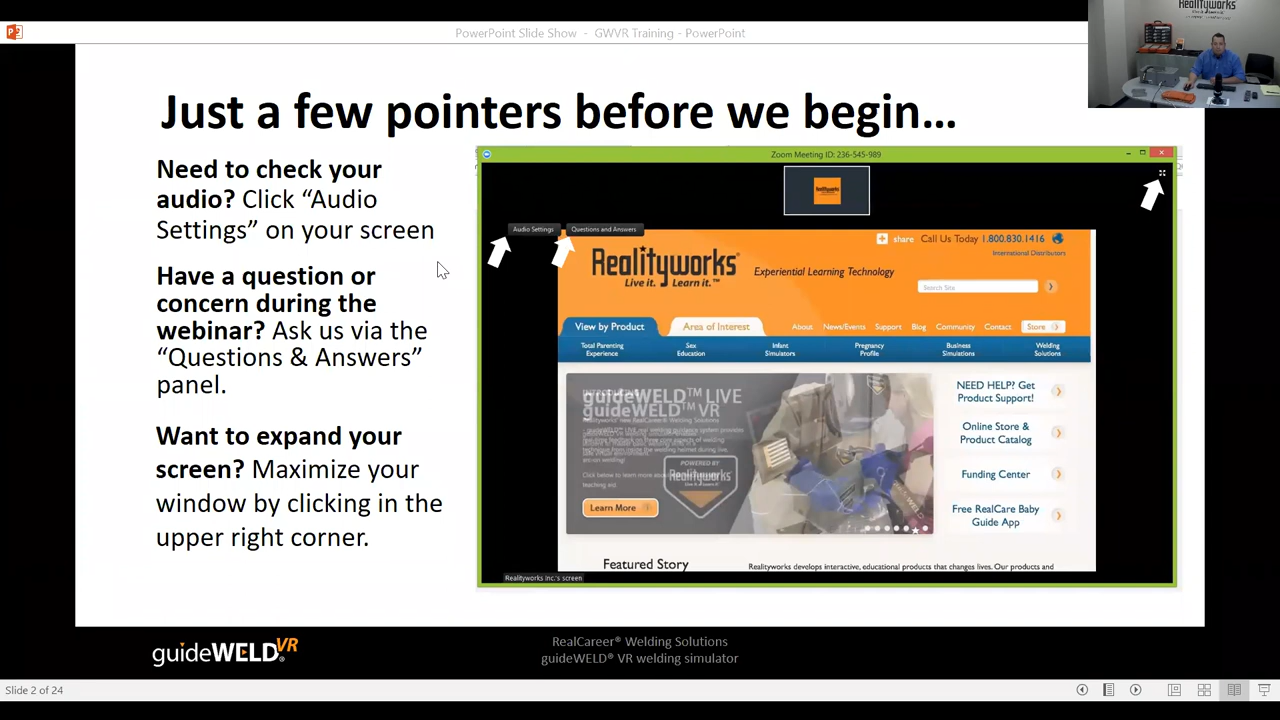 PowerPoint Slide Show - GWVR Training - PowerPoint
Realityworks
Just a few pointers before we begin...
Need to check your
audio? Click “Audio
Settings” on your screen
Have a question or
concern during the
webinar? Ask us via the
“Questions & Answers”
panel.
Want to expand your
screen? Maximize your
window by clicking in the
upper right corner.
Zoom Meeting ID: 236-545-989
Realityworks
Audio Settings
Questions and Answers
share Call Us Today 1.800.830.1416
International Distributors
Realityworks®
Live it. Learn it.™
Experiential Learning Technology
Search Site
View by Product
Area of Interest
About News/Events Support Blog Community Contact Store
Total Parenting
Experience
Sex
Education
Infant
Simulators
Pregnancy
Profile
Business
Simulations
Welding
Solutions
guideWELD™ LIVE
guideWELD™ VR
POWERED BY
Realityworks
Learn More
NEED HELP? Get
Product Support!
Online Store &
Product Catalog
Funding Center
Free RealCare Baby
Guide App
Featured Story
Realityworks develops interactive, educational products that changes lives. Our products and
Realityworks Inc.'s screen
guideWELD VR®
RealCareer® Welding Solutions
guideWELD® VR welding simulator
Slide 2 of 24